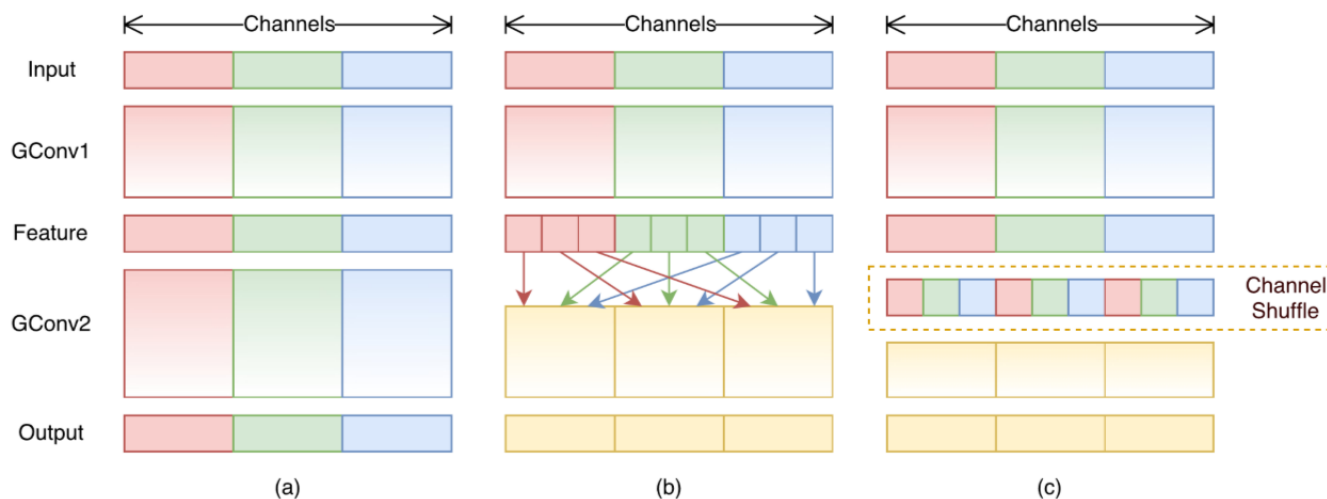 Channels Channels Channels
Input
GConv1
Feature
Channel
Shuffle
GConv2
Output
(a) (b) (c)